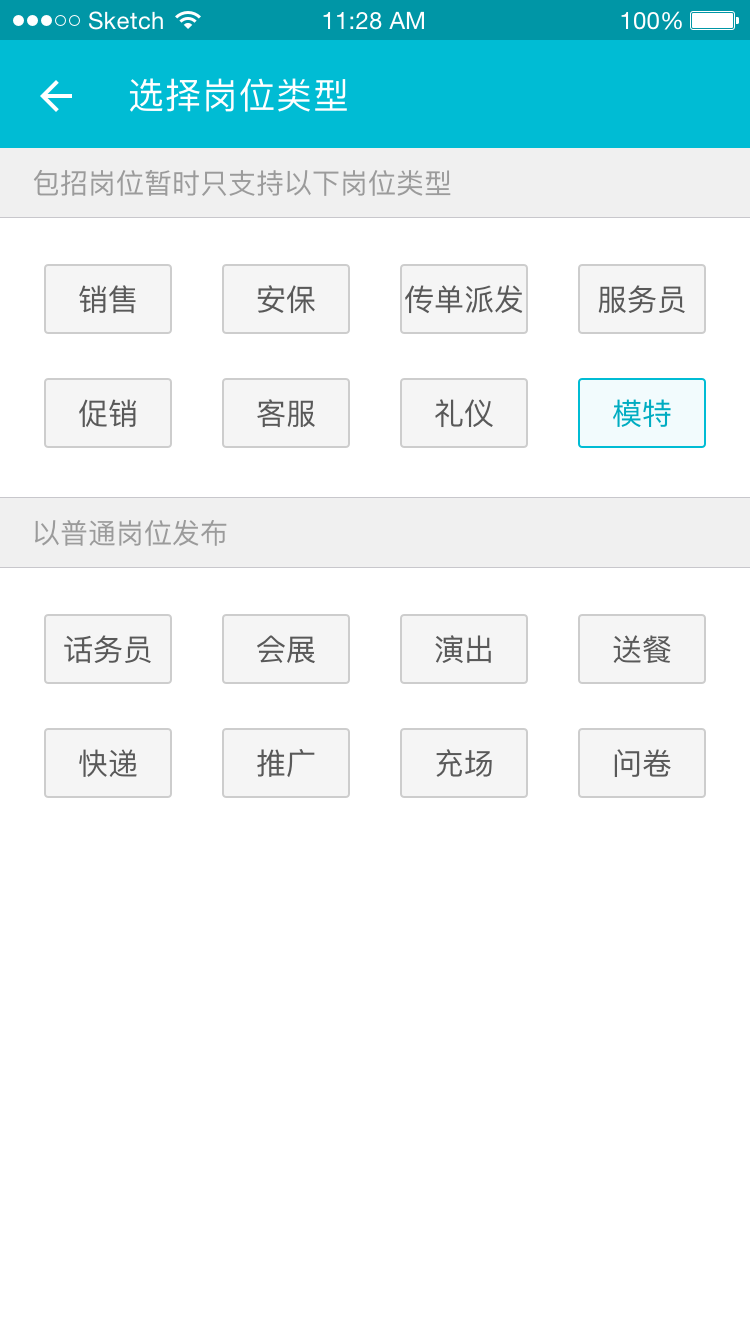 Sketch 11:28 AM 100%
选择岗位类型
包招岗位暂时只支持以下岗位类型
销售 安保 传单派发 服务员
促销 客服 礼仪 模特
以普通岗位发布
话务员 会展 演出 送餐
快递 推广 充场 问卷